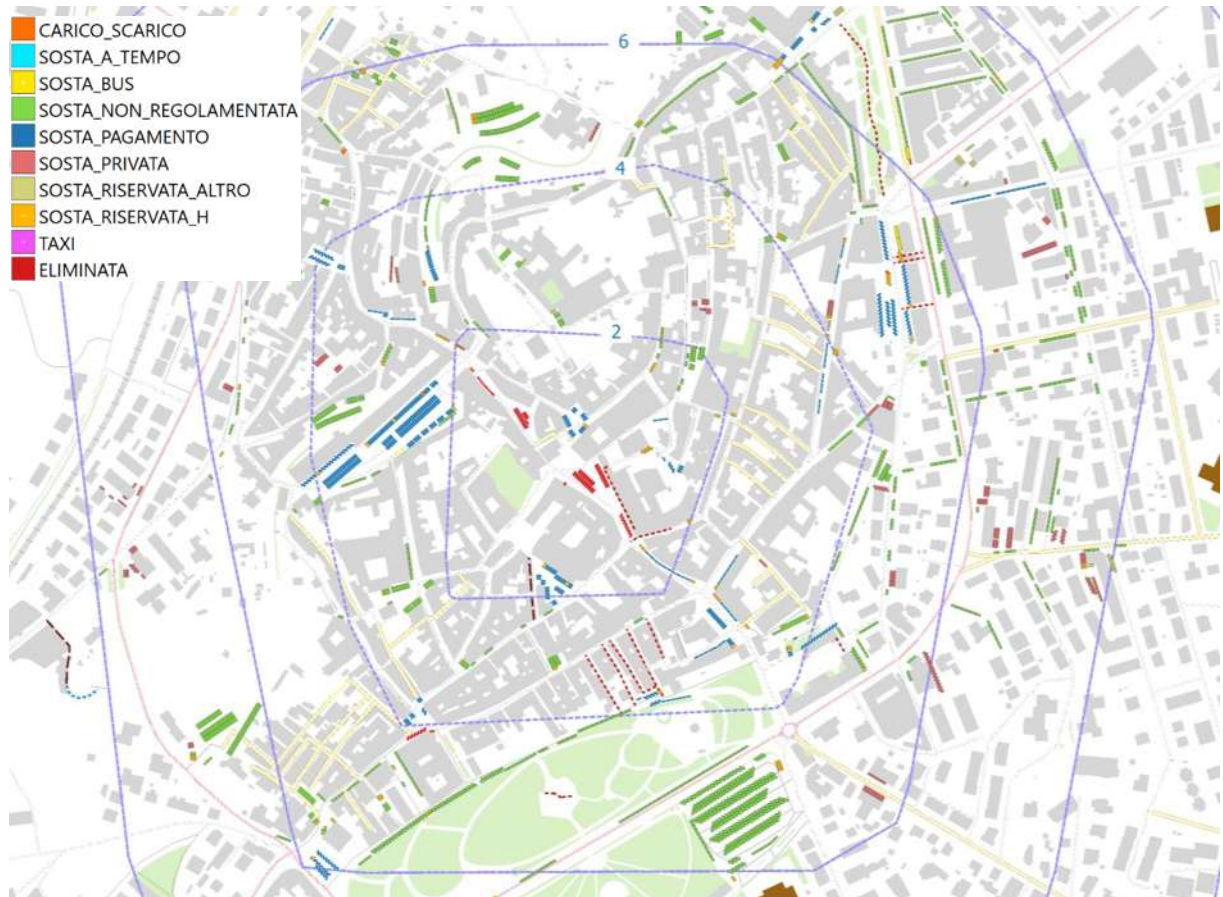 CARICO_SCARICO
SOSTA_A_TEMPO
SOSTA_BUS
SOSTA_NON_REGOLAMENTATA
SOSTA_PAGAMENTO
SOSTA_PRIVATA
SOSTA_RISERVATA_ALTRO
SOSTA_RISERVATA_H
TAXI
ELIMINATA
6
4
2